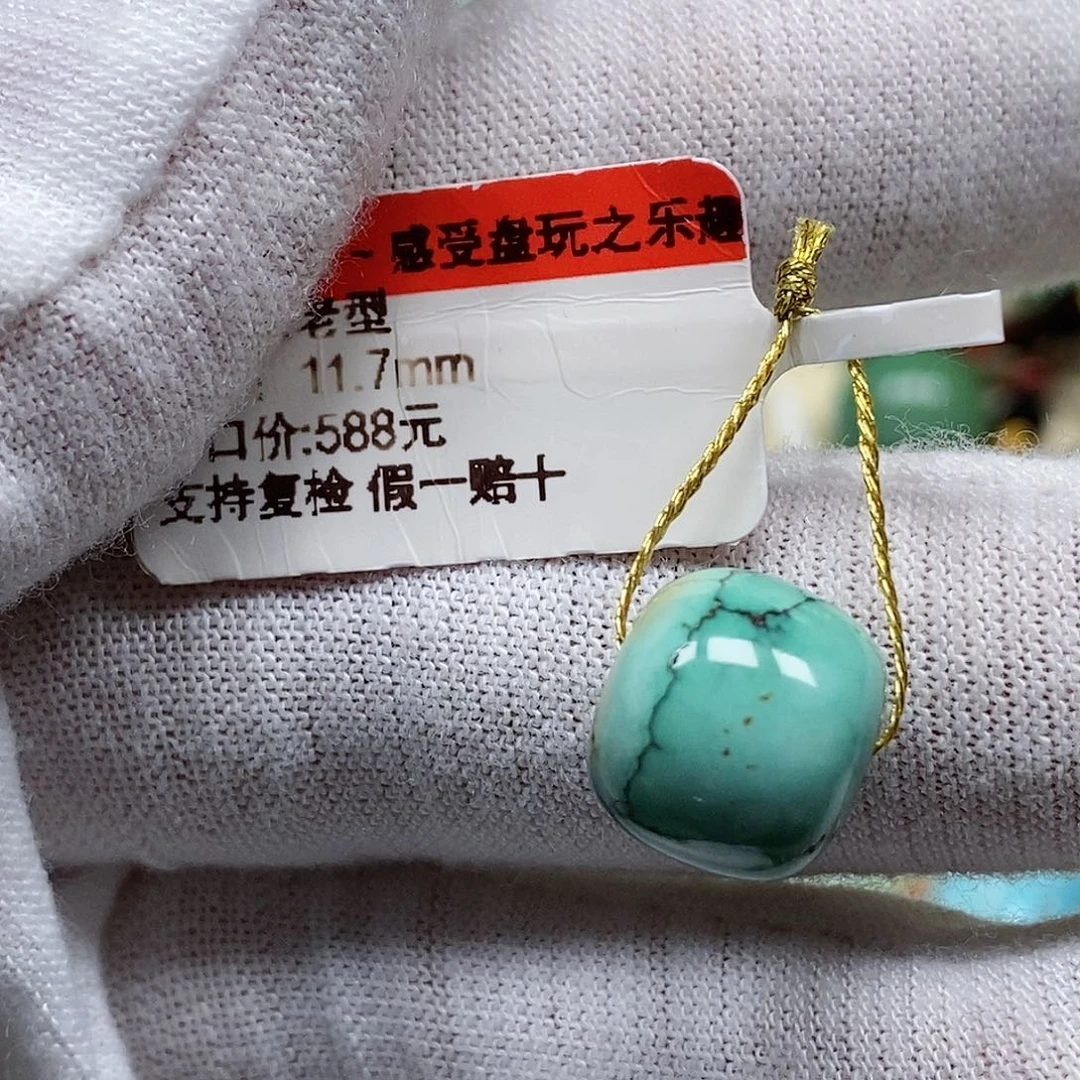 感受盘玩之乐趣
老型
11.7mm
口价:588元
支持复检 假一赔十